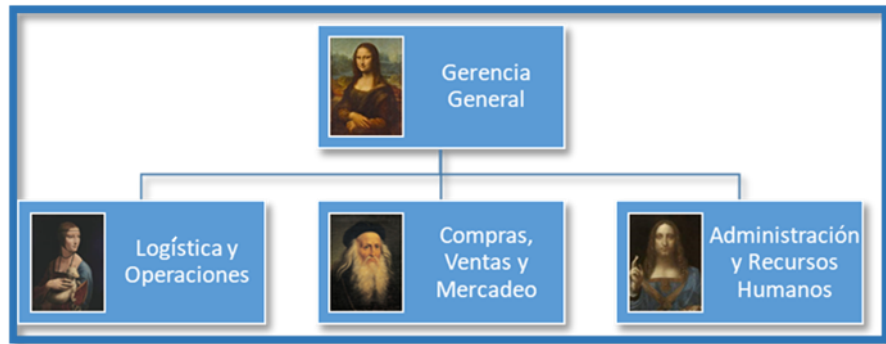 Gerencia
General
Logística y
Operaciones
Compras,
Ventas y
Mercadeo
Administración
y Recursos
Humanos